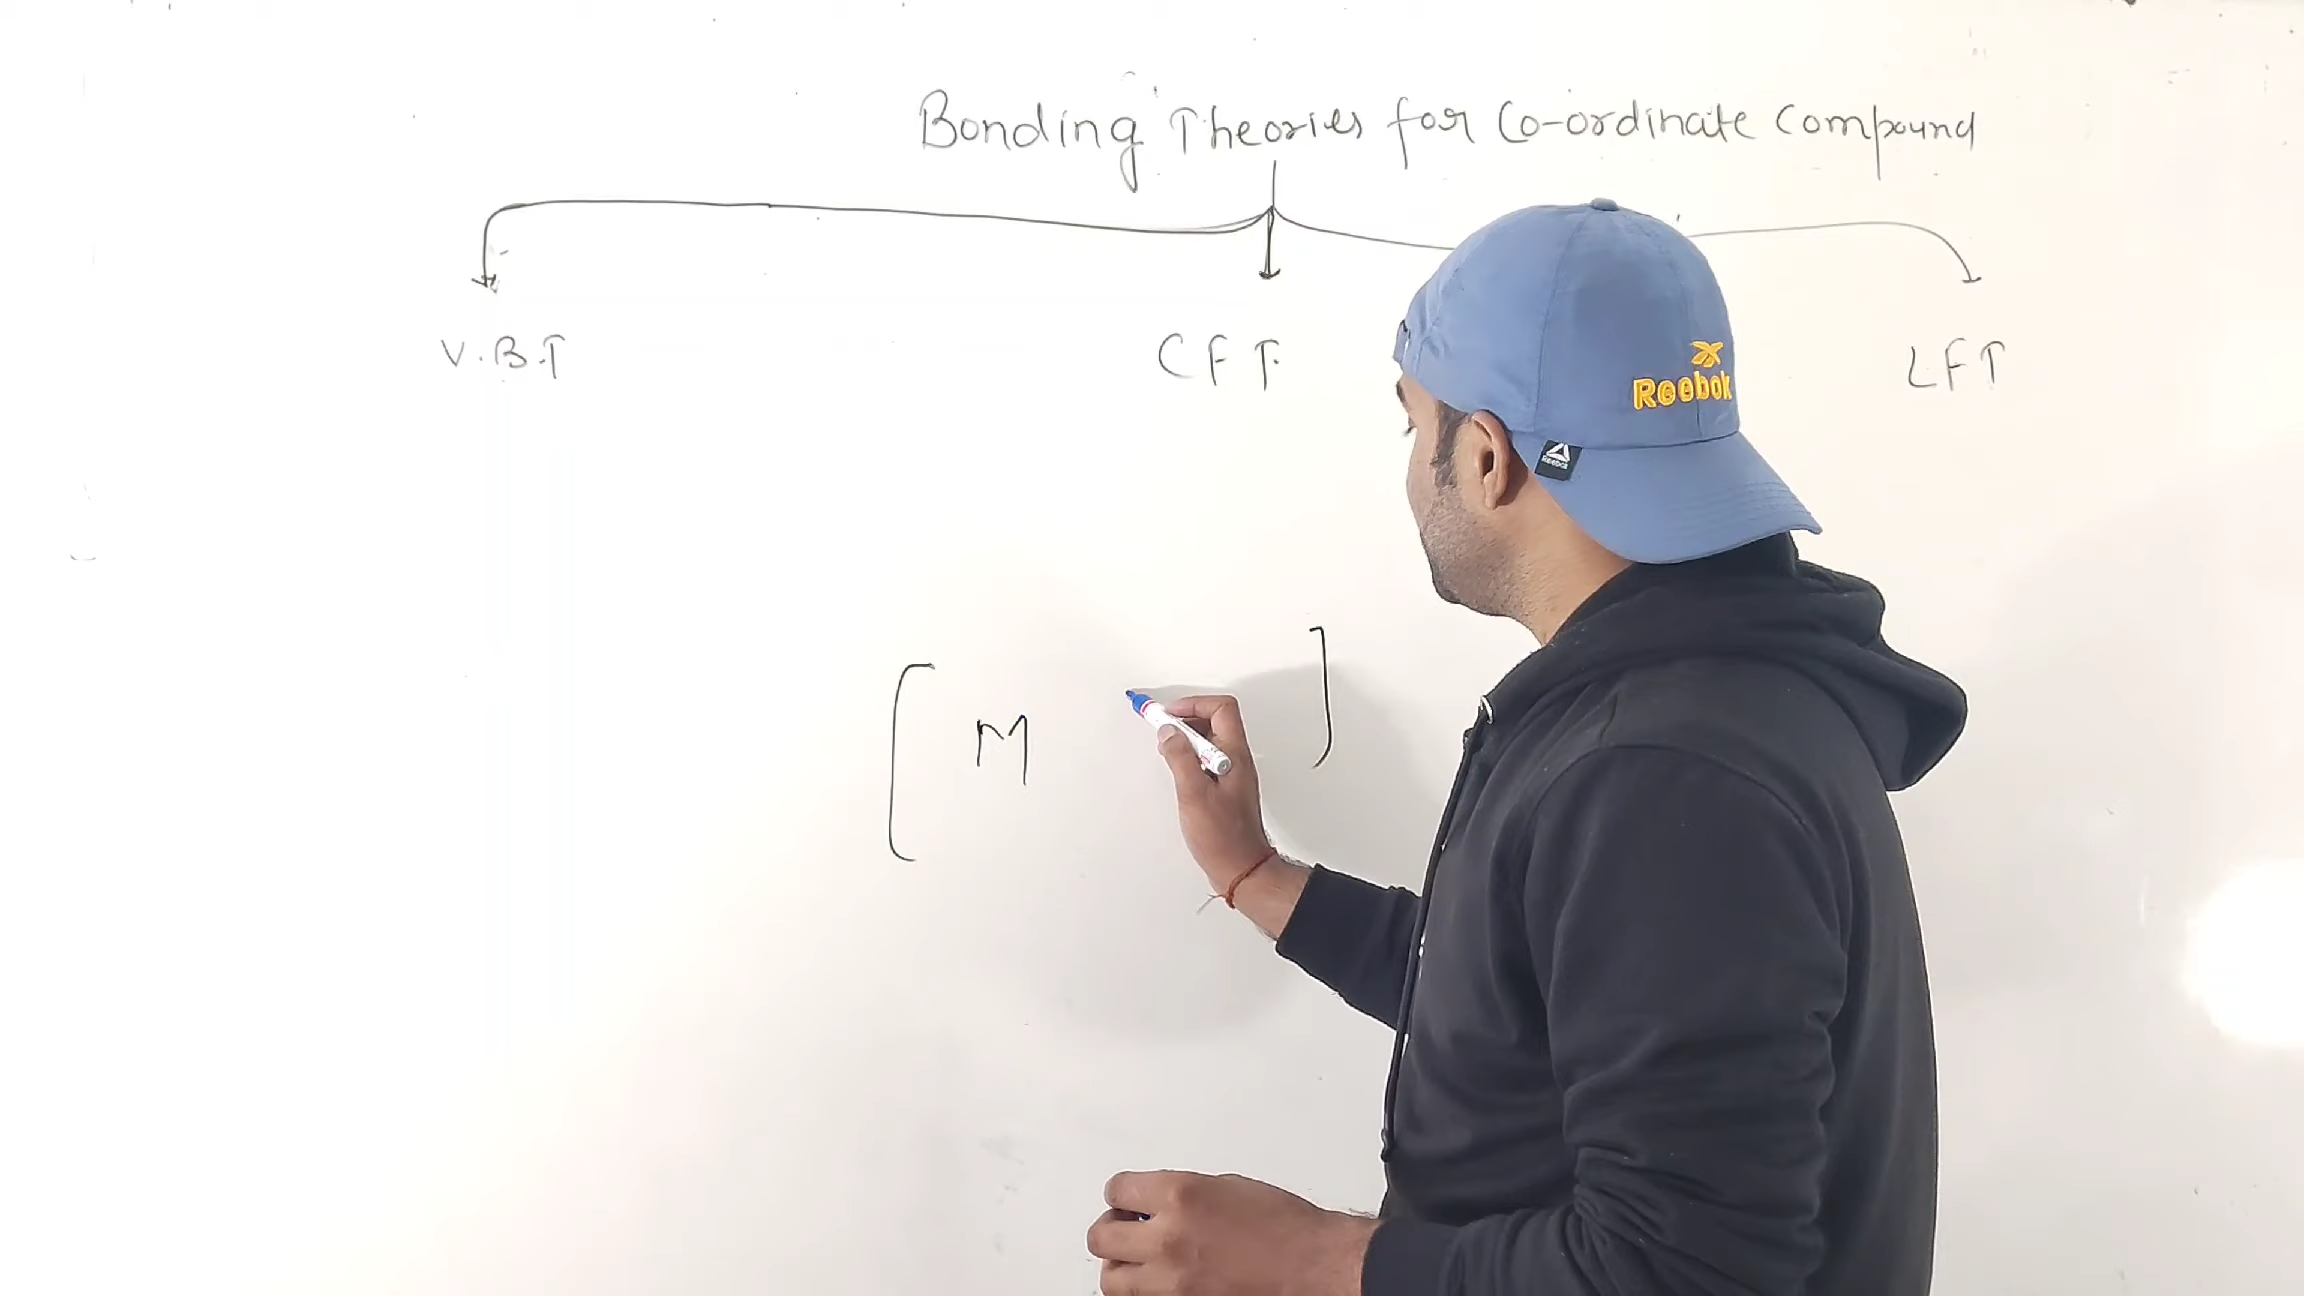 Bonding Theories for Co-ordinate Compound
V.B.T
CFT
LFT
Reebok
[ M ]